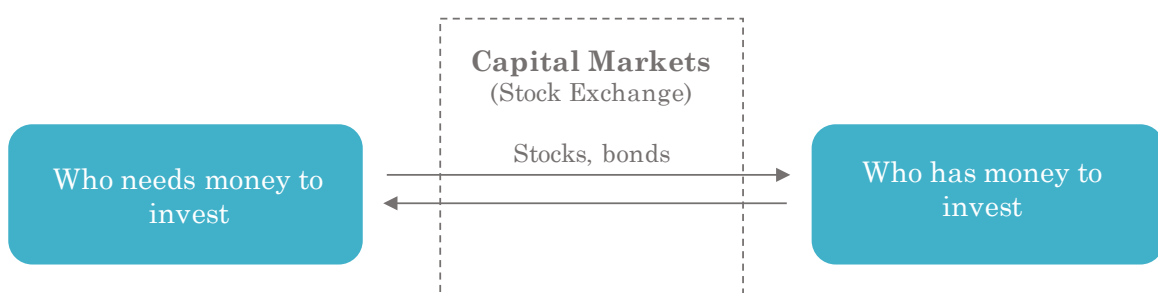 Capital Markets
(Stock Exchange)
Stocks, bonds
Who needs money to
invest
Who has money to
invest